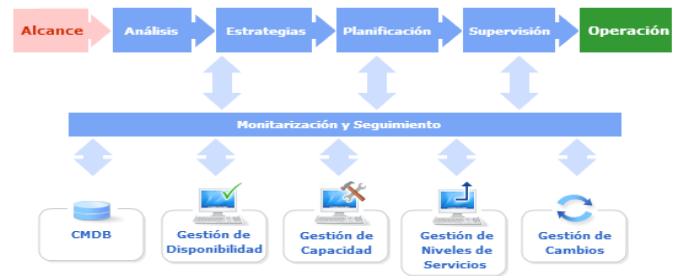 Alcance
Análisis
Estrategias
Planificación
Supervisión
Operación
Monitarización y Seguimiento
CMDB
Gestión de
Disponibilidad
Gestión de
Capacidad
Gestión de
Niveles de
Servicios
Gestión de
Cambios